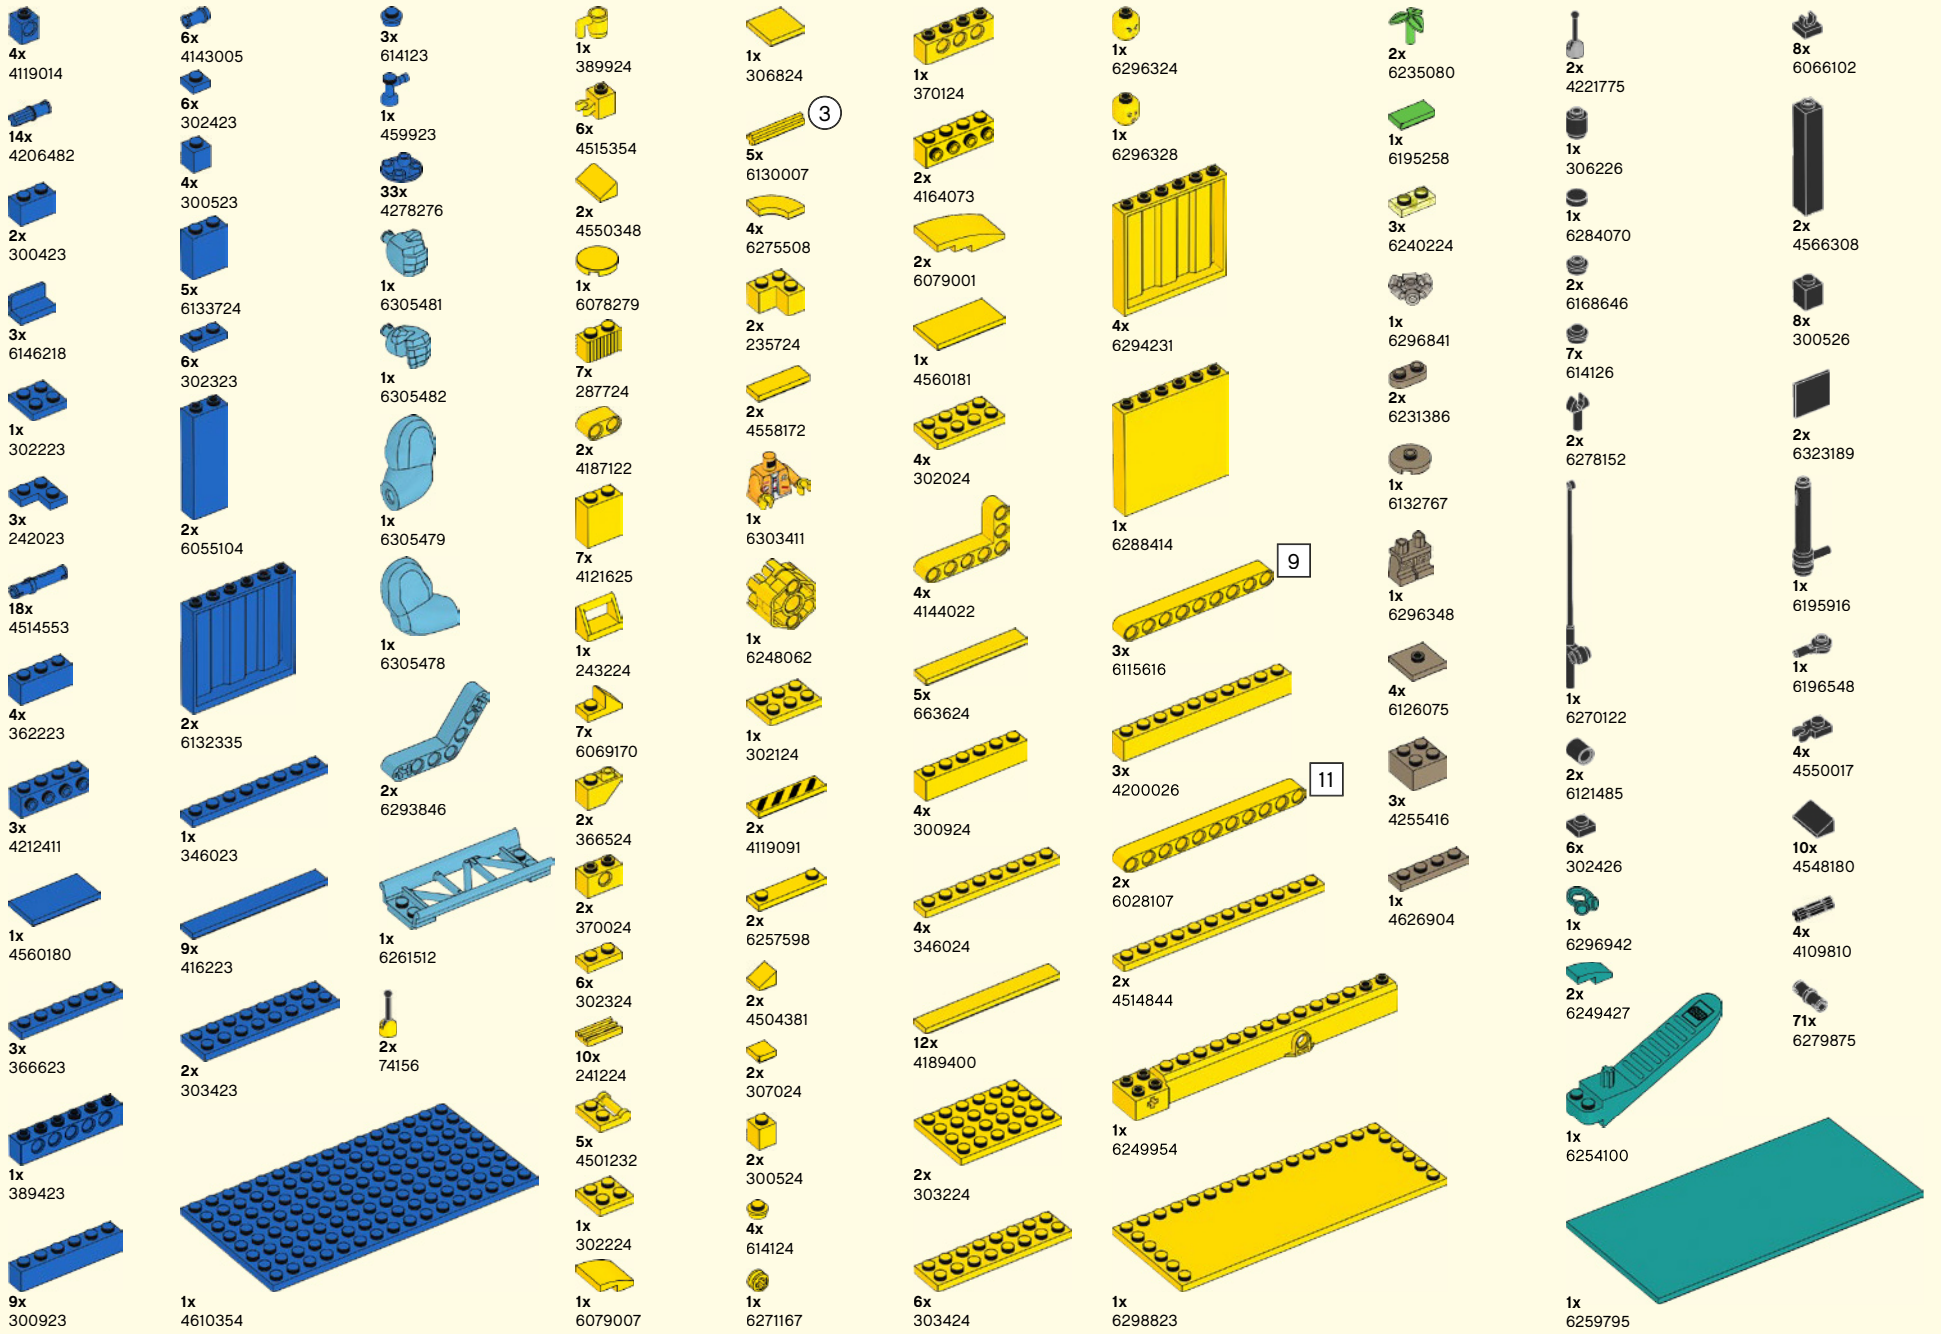 4x
4119014
14x
4206482
2x
300423
3x
6146218
1x
302223
3x
242023
18x
4514553
4x
362223
3x
4212411
1x
4560180
3x
366623
1x
389423
9x
300923
6x
4143005
6x
302423
4x
300523
5x
6133724
6x
302323
2x
6055104
2x
6132335
1x
346023
9x
416223
2x
303423
1x
4610354
3x
614123
1x
459923
33x
4278276
1x
6305481
1x
6305482
1x
6305479
1x
6305478
2x
6293846
1x
6261512
2x
74156
1x
389924
6x
4515354
2x
4550348
1x
6078279
7x
287724
2x
4187122
7x
4121625
1x
243224
7x
6069170
2x
366524
2x
370024
6x
302324
10x
241224
5x
4501232
1x
302224
1x
6079007
1x
306824
3
5x
6130007
4x
6275508
2x
235724
2x
4558172
1x
6303411
1x
6248062
1x
302124
2x
4119091
2x
6257598
2x
4504381
2x
307024
2x
300524
4x
614124
1x
6271167
1x
370124
2x
4164073
2x
6079001
1x
4560181
4x
302024
4x
4144022
5x
663624
4x
300924
4x
346024
12x
4189400
2x
303224
6x
303424
1x
6296324
1x
6296328
4x
6294231
1x
6288414
9
3x
6115616
3x
4200026
11
2x
6028107
2x
4514844
1x
6249954
1x
6298823
2x
6235080
1x
6195258
3x
6240224
1x
6296841
2x
6231386
1x
6132767
1x
6296348
4x
6126075
3x
4255416
1x
4626904
2x
4221775
1x
306226
1x
6284070
2x
6168646
7x
614126
2x
6278152
1x
6270122
2x
6121485
6x
302426
1x
6296942
2x
6249427
1x
6254100
1x
6259795
8x
6066102
2x
4566308
8x
300526
2x
6323189
1x
6195916
1x
6196548
4x
4550017
10x
4548180
4x
4109810
71x
6279875